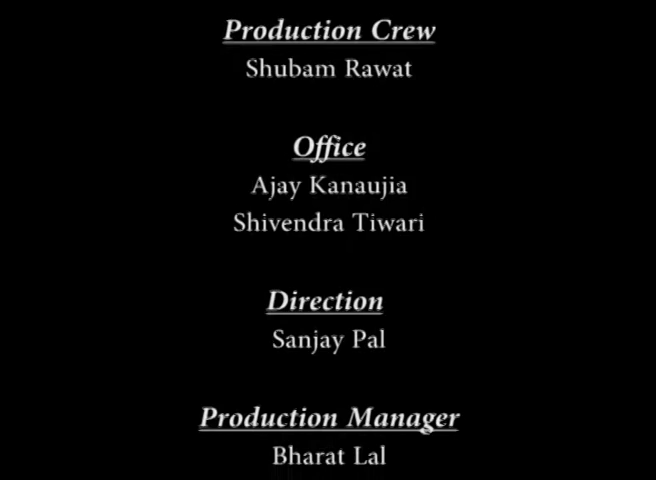 Production Crew
Shubam Rawat
Office
Ajay Kanaujia
Shivendra Tiwari
Direction
Sanjay Pal
Production Manager
Bharat Lal